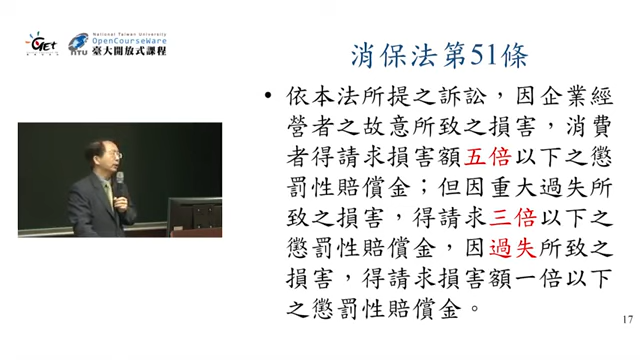 GET
National Taiwan University
OpenCourseWare
NTU 臺大開放式課程
消保法第51條
• 依本法所提之訴訟，因企業經
營者之故意所致之損害，消費
者得請求損害額五倍以下之懲
罰性賠償金；但因重大過失所
致之損害，得請求三倍以下之
懲罰性賠償金，因過失所致之
損害，得請求損害額一倍以下
之懲罰性賠償金。
17